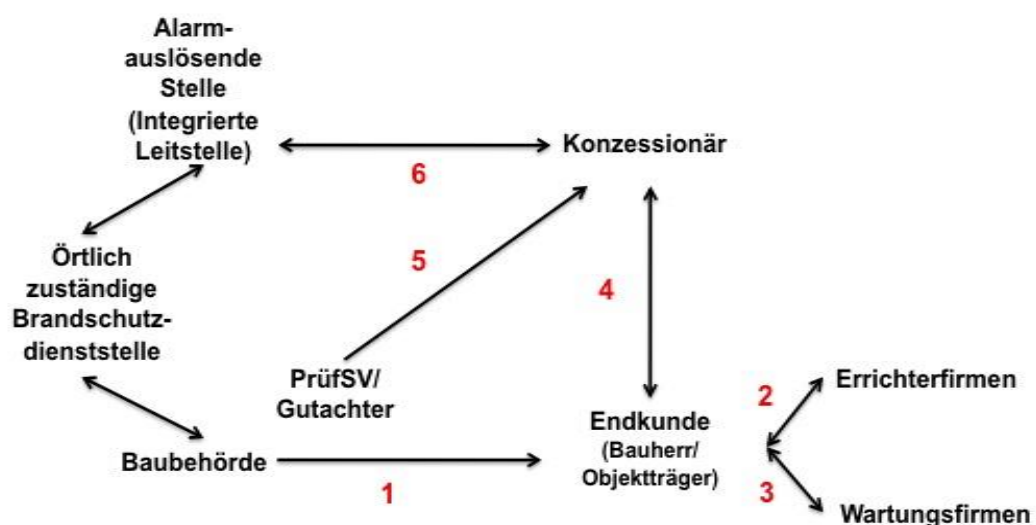 Alarm-
auslösende
Stelle
(Integrierte
Leitstelle)
Konzessionär
6
Örtlich
zuständige
Brandschutz-
dienststelle
5
4
PrüfSV/
Gutachter
Errichterfirmen
2
Endkunde
(Bauherr/
Objektträger)
Baubehörde
1
3
Wartungsfirmen